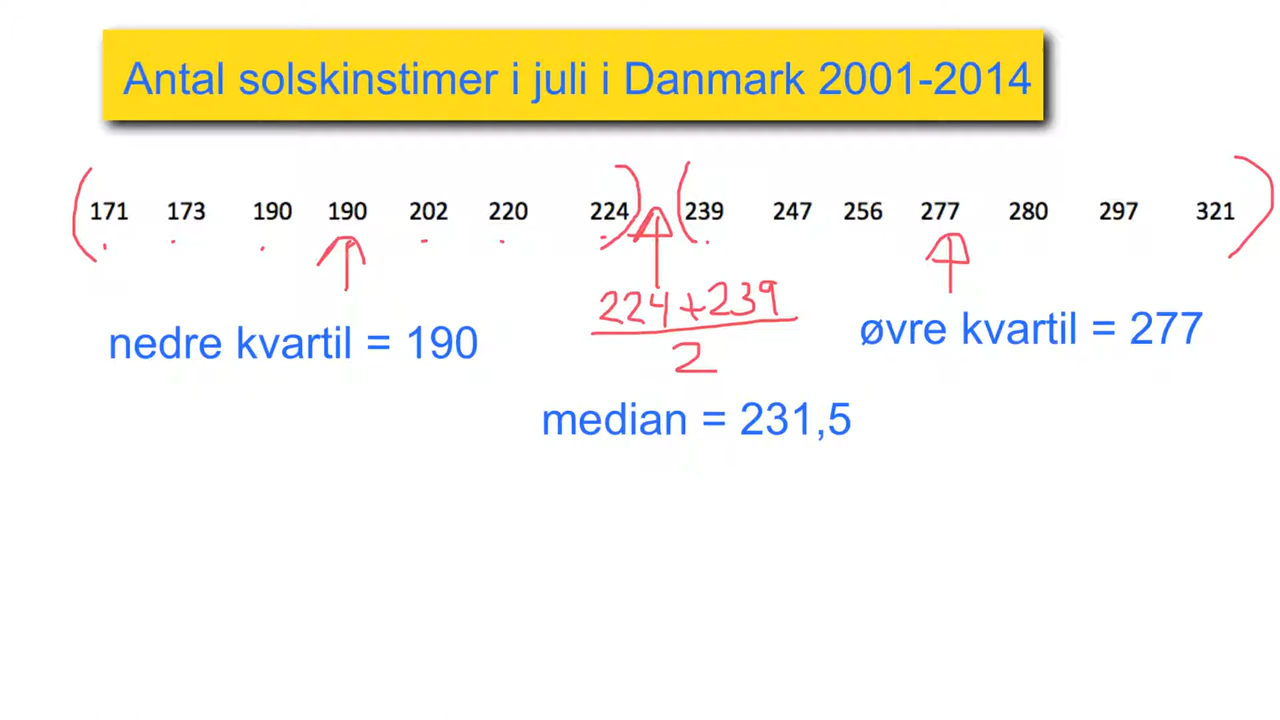 Antal solskinstimer i juli i Danmark 2001-2014
(171 173 190 190 202 220 224) (239 247 256 277 280 297 321)
224+239
2
nedre kvartil = 190
øvre kvartil = 277
median = 231,5